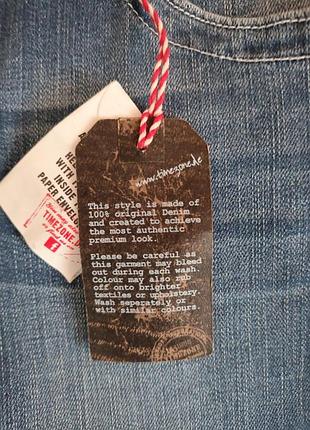 www.timezone.de
This style is made of
100% original Denim
and created to achieve
the most authentic
premium look.
Please be careful as
this garment may bleed
out during each wash
Colour may also rub
off onto brighter
textiles or upholstery
Wash seperately or
with similar colours
WITH
INSIDE
PAPER ENVELO
TIMEZONE.D
f